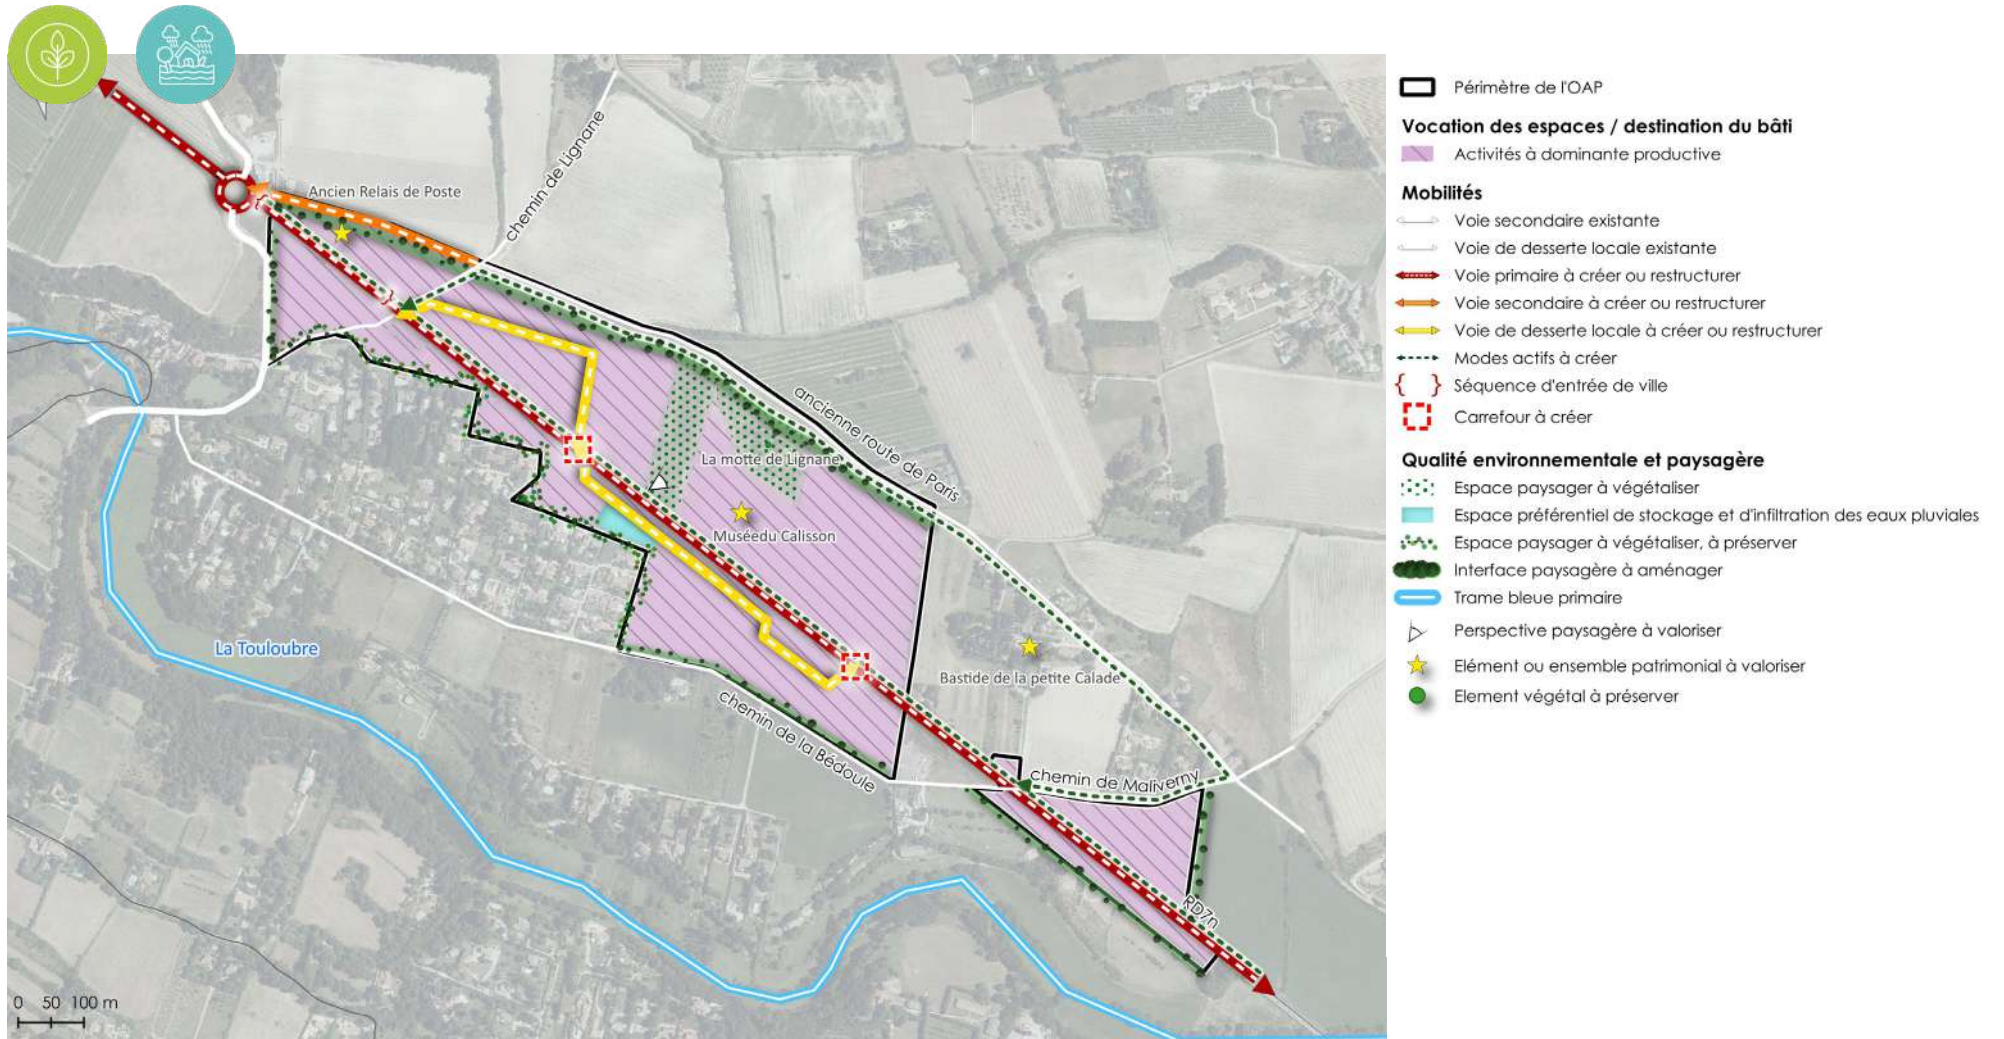 chemin de Lignane
Ancien Relais de Poste
ancienne route de Paris
La motte de Lignane
Muséedu Calisson
La Touloubre
Bastide de la petite Calade
chemin de la Bédoule
chemin de Maliverny
RD7n
0 50 100 m
Périmètre de l'OAP
Vocation des espaces / destination du bâti
Activités à dominante productive
Mobilités
Voie secondaire existante
Voie de desserte locale existante
Voie primaire à créer ou restructurer
Voie secondaire à créer ou restructurer
Voie de desserte locale à créer ou restructurer
Modes actifs à créer
Séquence d'entrée de ville
Carrefour à créer
Qualité environnementale et paysagère
Espace paysager à végétaliser
Espace préférentiel de stockage et d'infiltration des eaux pluviales
Espace paysager à végétaliser, à préserver
Interface paysagère à aménager
Trame bleue primaire
Perspective paysagère à valoriser
Elément ou ensemble patrimonial à valoriser
Element végétal à préserver